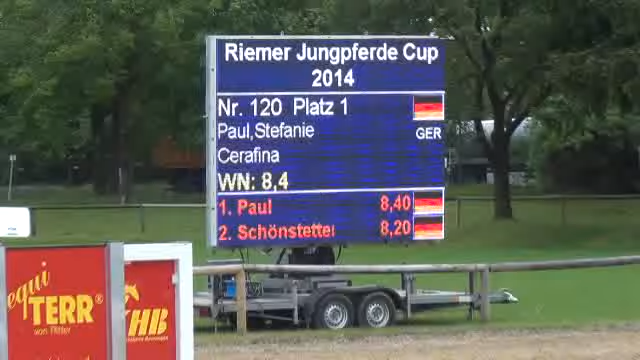 Riemer Jungpferde Cup
2014
Nr. 120 Platz 1
Paul,Stefanie GER
Cerafina
WN: 8,4
1. Paul 8,40
2. Schönstetter 8,20
equi
TERR®
von Ritter
HB